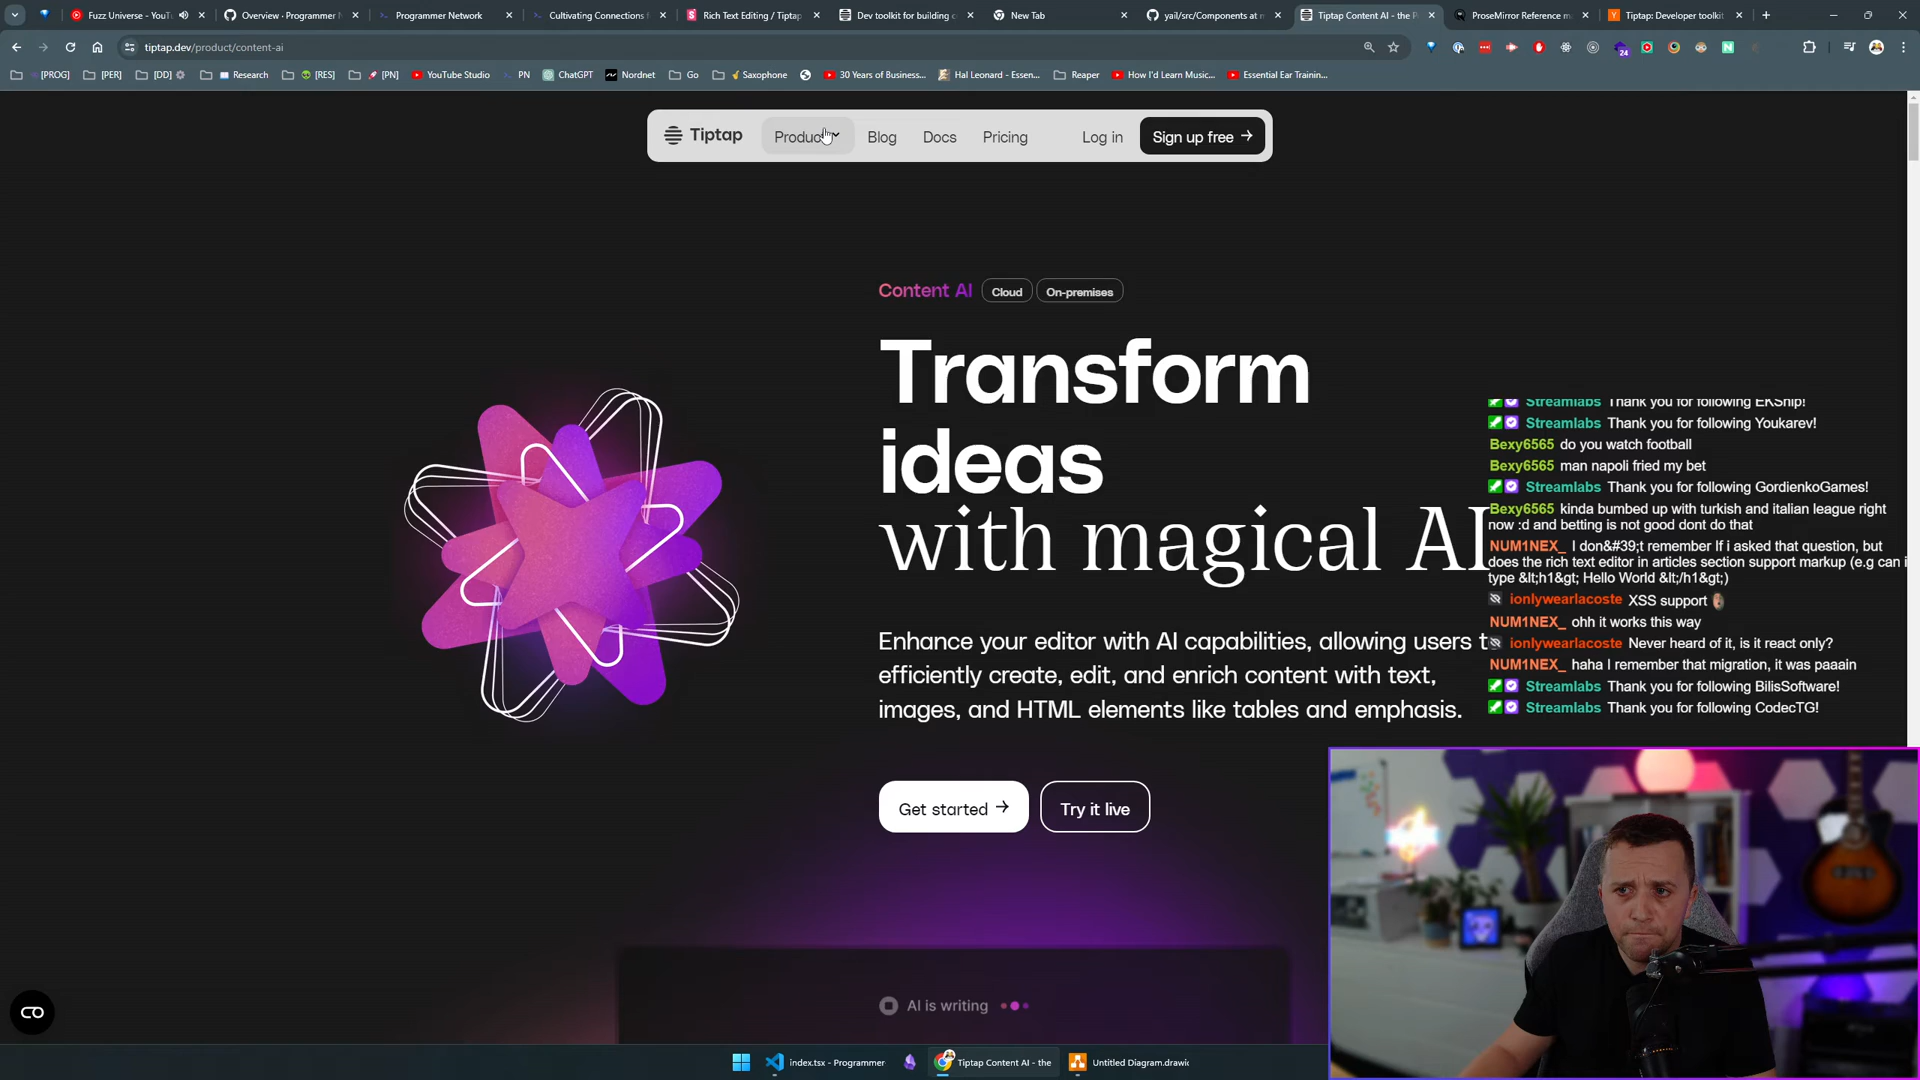 Fuzz Universe - YouTu
Overview · Programmer N
Programmer Network
Cultivating Connections f
Rich Text Editing / Tiptap
Dev toolkit for building c
New Tab
yail/src/Components at m
Tiptap Content AI - the P
ProseMirror Reference m
Tiptap: Developer toolkit
tiptap.dev/product/content-ai
24
[PROG]
[PER]
[DD]
Research
[RES]
[PN]
YouTube Studio
PN
ChatGPT
Nordnet
Go
Saxophone
30 Years of Business...
Hal Leonard - Essen...
Reaper
How I'd Learn Music...
Essential Ear Trainin...
Tiptap
Product
Blog
Docs
Pricing
Log in
Sign up free →
Content AI
Cloud
On-premises
Transform
ideas
with magical AI
Enhance your editor with AI capabilities, allowing users t
efficiently create, edit, and enrich content with text,
images, and HTML elements like tables and emphasis.
Get started →
Try it live
AI is writing
Streamlabs Thank you for following EKShip!
Streamlabs Thank you for following Youkarev!
Bexy6565 do you watch football
Bexy6565 man napoli fried my bet
Streamlabs Thank you for following GordienkoGames!
Bexy6565 kinda bumbed up with turkish and italian league right
now :d and betting is not good dont do that
NUM1NEX_ I don&#39;t remember If i asked that question, but
does the rich text editor in articles section support markup (e.g can i
type &lt;h1&gt; Hello World &lt;/h1&gt;)
ionlywearlacoste XSS support
NUM1NEX_ ohh it works this way
ionlywearlacoste Never heard of it, is it react only?
NUM1NEX_ haha I remember that migration, it was paaain
Streamlabs Thank you for following BilisSoftware!
Streamlabs Thank you for following CodecTG!
index.tsx - Programmer
Tiptap Content AI - the
Untitled Diagram.drawic